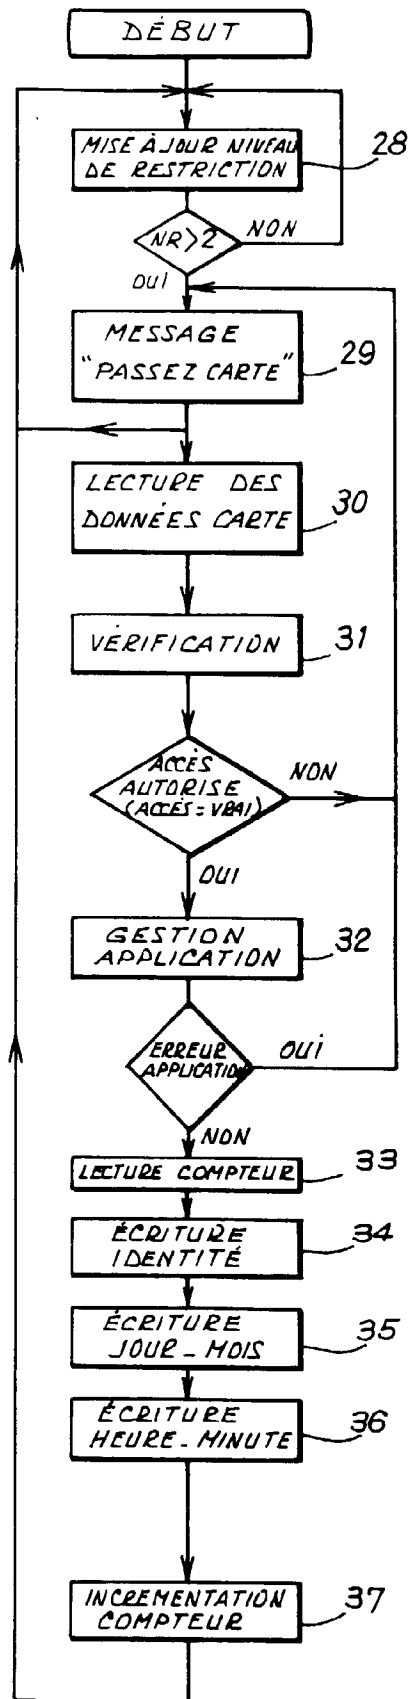 DÉBUT
MISE À JOUR NIVEAU
DE RESTRICTION
28
NR>2
NON
OUI
MESSAGE
"PASSEZ CARTE"
29
LECTURE DES
DONNÉES CARTE
30
VÉRIFICATION
31
ACCÈS
AUTORISE
(ACCÈS=VRAI)
NON
OUI
GESTION
APPLICATION
32
ERREUR
APPLICATION
OUI
NON
LECTURE COMPTEUR
33
ÉCRITURE
IDENTITÉ
34
ÉCRITURE
JOUR-MOIS
35
ÉCRITURE
HEURE-MINUTE
36
INCREMENTATION
COMPTEUR
37